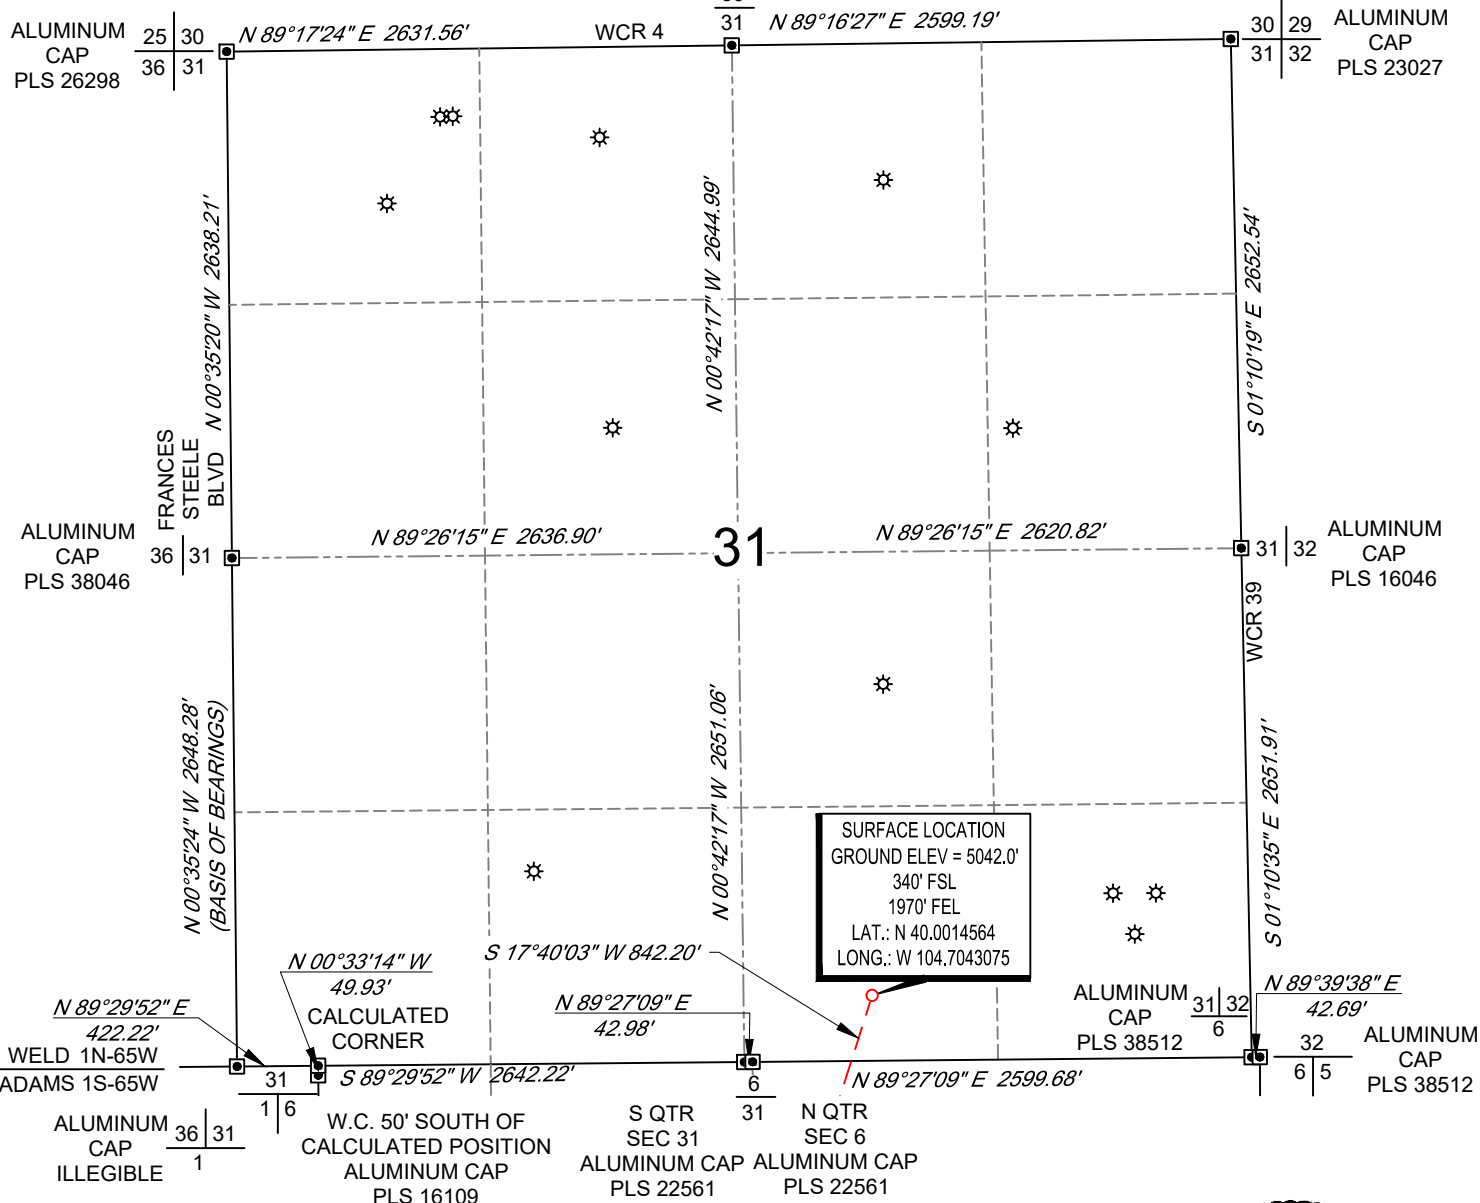 31
N 89°17'24" E 2631.56'
WCR 4
N 89°16'27" E 2599.19'
ALUMINUM
CAP
PLS 26298
25 30
36 31
30 29
31 32
ALUMINUM
CAP
PLS 23027
N 00°35'20" W 2638.21'
N 00°42'17" W 2644.99'
S 01°10'19" E 2652.54'
FRANCES
STEELE
BLVD
ALUMINUM
CAP
PLS 38046
36 31
N 89°26'15" E 2636.90'
31
N 89°26'15" E 2620.82'
31 32
ALUMINUM
CAP
PLS 16046
WCR 39
N 00°35'24" W 2648.28'
(BASIS OF BEARINGS)
N 00°42'17" W 2651.06'
S 01°10'35" E 2651.91'
SURFACE LOCATION
GROUND ELEV = 5042.0'
340' FSL
1970' FEL
LAT.: N 40.0014564
LONG.: W 104.7043075
S 17°40'03" W 842.20'
N 00°33'14" W
49.93'
CALCULATED
CORNER
N 89°29'52" E
422.22'
N 89°27'09" E
42.98'
ALUMINUM
CAP
PLS 38512
31 32
6
N 89°39'38" E
42.69'
WELD 1N-65W
ADAMS 1S-65W
31
1 6
S 89°29'52" W 2642.22'
6
31
N 89°27'09" E 2599.68'
32
6 5
ALUMINUM
CAP
PLS 38512
ALUMINUM
CAP
ILLEGIBLE
36 31
1
W.C. 50' SOUTH OF
CALCULATED POSITION
ALUMINUM CAP
PLS 16109
S QTR
SEC 31
ALUMINUM CAP
PLS 22561
N QTR
SEC 6
ALUMINUM CAP
PLS 22561